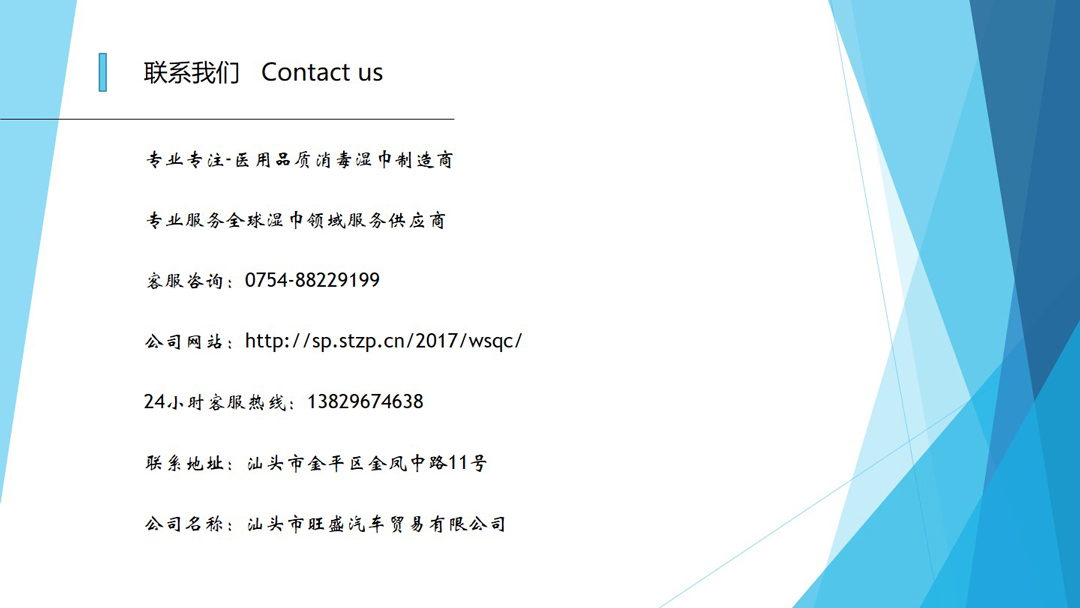 联系我们 Contact us
专业专注-医用品质消毒湿巾制造商
专业服务全球湿巾领域服务供应商
客服咨询：0754-88229199
公司网站：http://sp.stzp.cn/2017/wsqc/
24小时客服热线：13829674638
联系地址：汕头市金平区金凤中路11号
公司名称：汕头市旺盛汽车贸易有限公司